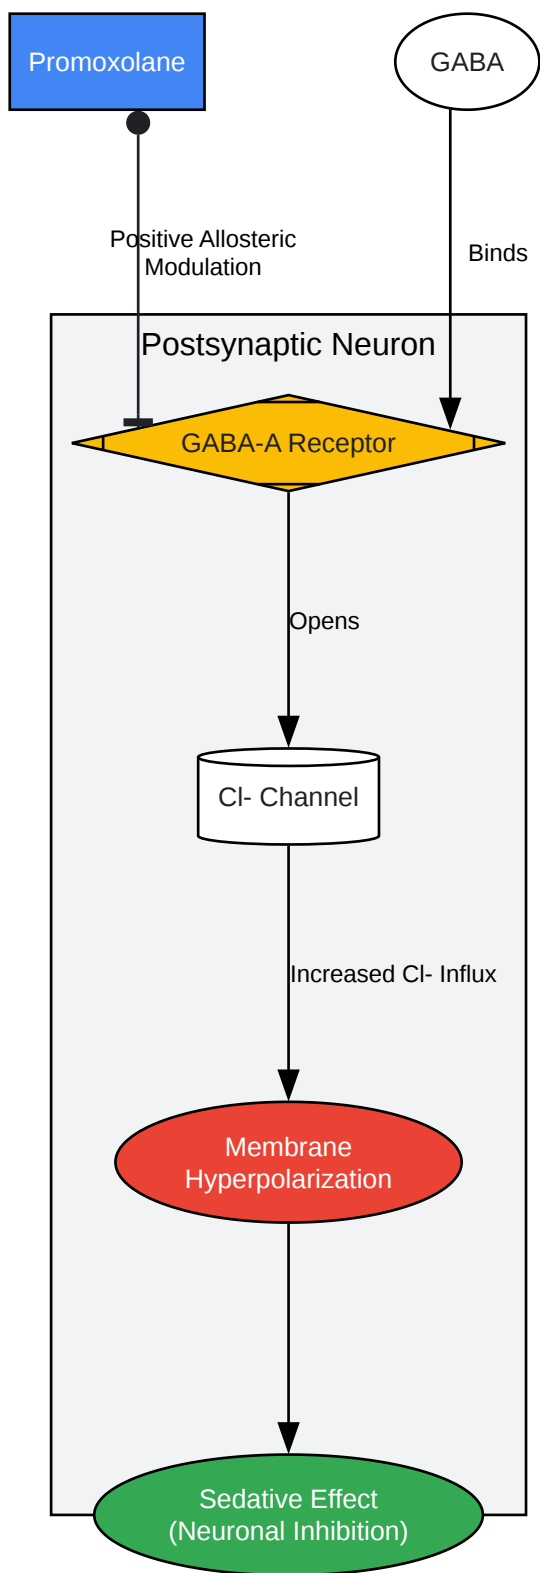 Promoxolane
GABA
Positive Allosteric
Modulation
Binds
Postsynaptic Neuron
GABA-A Receptor
Opens
Cl- Channel
Increased Cl- Influx
Membrane
Hyperpolarization
Sedative Effect
(Neuronal Inhibition)